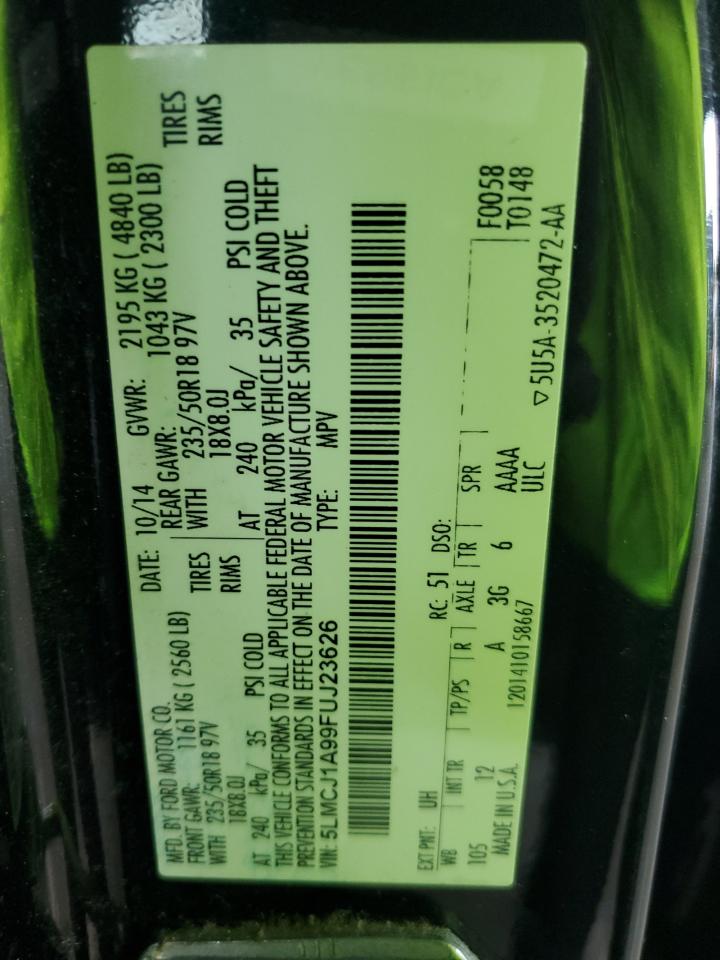 MFD. BY FORD MOTOR CO.
DATE: 10/14 GVWR: 2195 KG ( 4840 LB)
FRONT GAWR: 1161 KG ( 2560 LB) REAR GAWR: 1043 KG ( 2300 LB)
WITH 235/50R18 97V TIRES WITH 235/50R18 97V TIRES
18X8.0J RIMS 18X8.0J RIMS
AT 240 kPa/ 35 PSI COLD AT 240 kPa/ 35 PSI COLD
THIS VEHICLE CONFORMS TO ALL APPLICABLE FEDERAL MOTOR VEHICLE SAFETY AND THEFT
PREVENTION STANDARDS IN EFFECT ON THE DATE OF MANUFACTURE SHOWN ABOVE.
VIN: 5LMCJ1A99FUJ23626 TYPE: MPV
EXT PNT: UH RC: 51 DSO:
WB INT TR TP/PS R AXLE TR SPR F0058
105 12 A 3G 6 AAAA T0148
ULC
MADE IN U.S.A. 1201410158667 ▽5U5A-3520472-AA